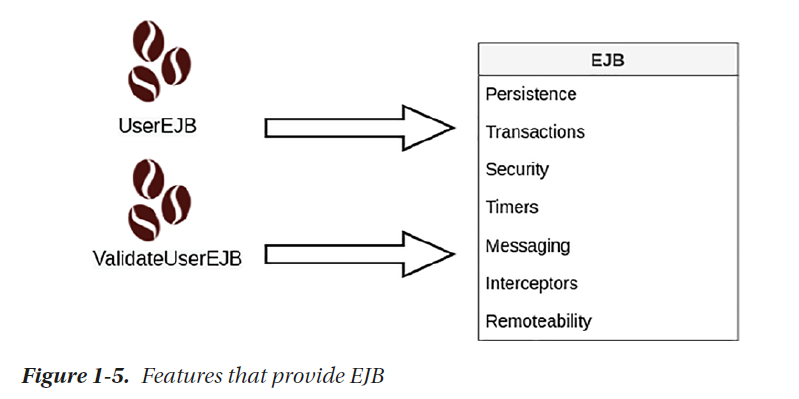 UserEJB
ValidateUserEJB
EJB
Persistence
Transactions
Security
Timers
Messaging
Interceptors
Remoteability
Figure 1-5. Features that provide EJB